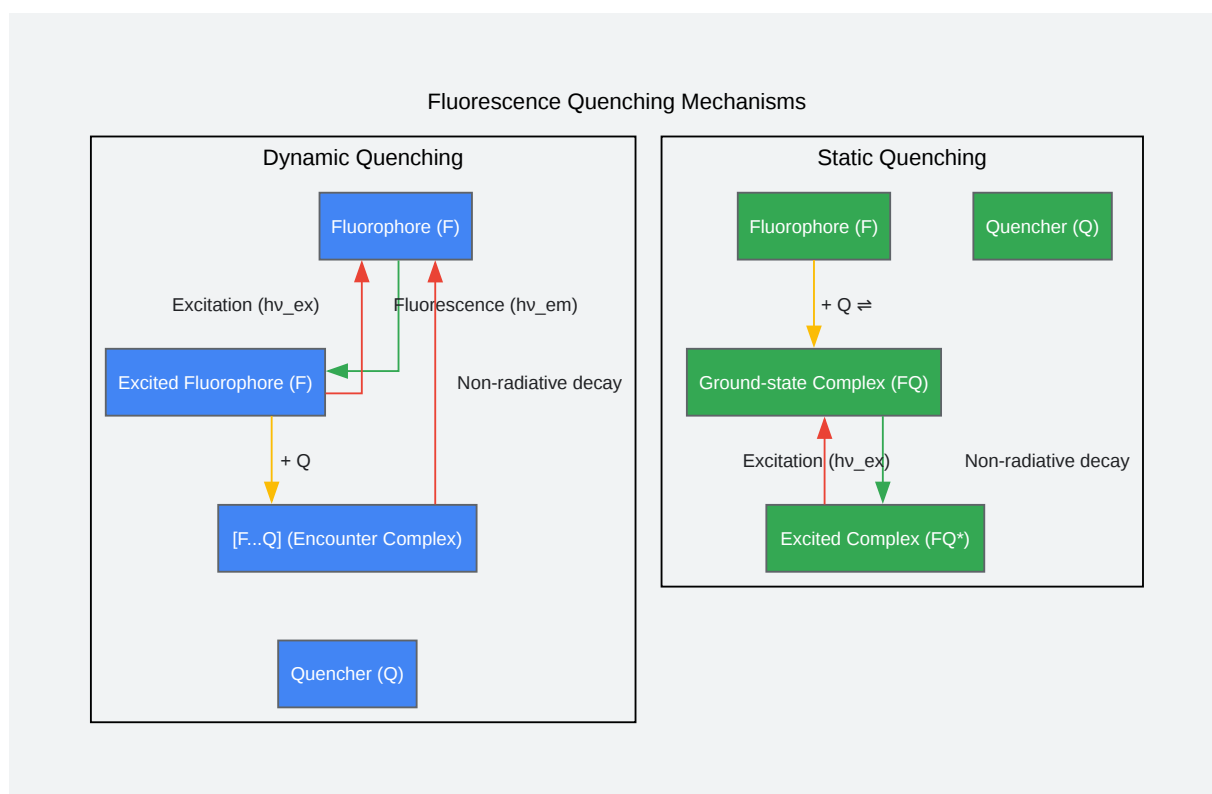 Fluorescence Quenching Mechanisms
Dynamic Quenching
Fluorophore (F)
Excitation (hν_ex)
Fluorescence (hν_em)
Excited Fluorophore (F)
Non-radiative decay
+ Q
[F...Q] (Encounter Complex)
Quencher (Q)
Static Quenching
Fluorophore (F)
Quencher (Q)
+ Q ⇌
Ground-state Complex (FQ)
Excitation (hν_ex)
Non-radiative decay
Excited Complex (FQ*)